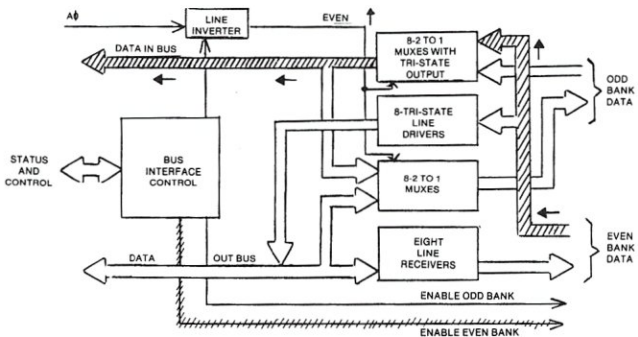 Aφ
LINE
INVERTER
EVEN
DATA IN BUS
8-2 TO 1
MUXES WITH
TRI-STATE
OUTPUT
ODD
BANK
DATA
8-TRI-STATE
LINE
DRIVERS
STATUS
AND
CONTROL
BUS
INTERFACE
CONTROL
8-2 TO 1
MUXES
DATA OUT BUS
EIGHT
LINE
RECEIVERS
EVEN
BANK
DATA
ENABLE ODD BANK
ENABLE EVEN BANK